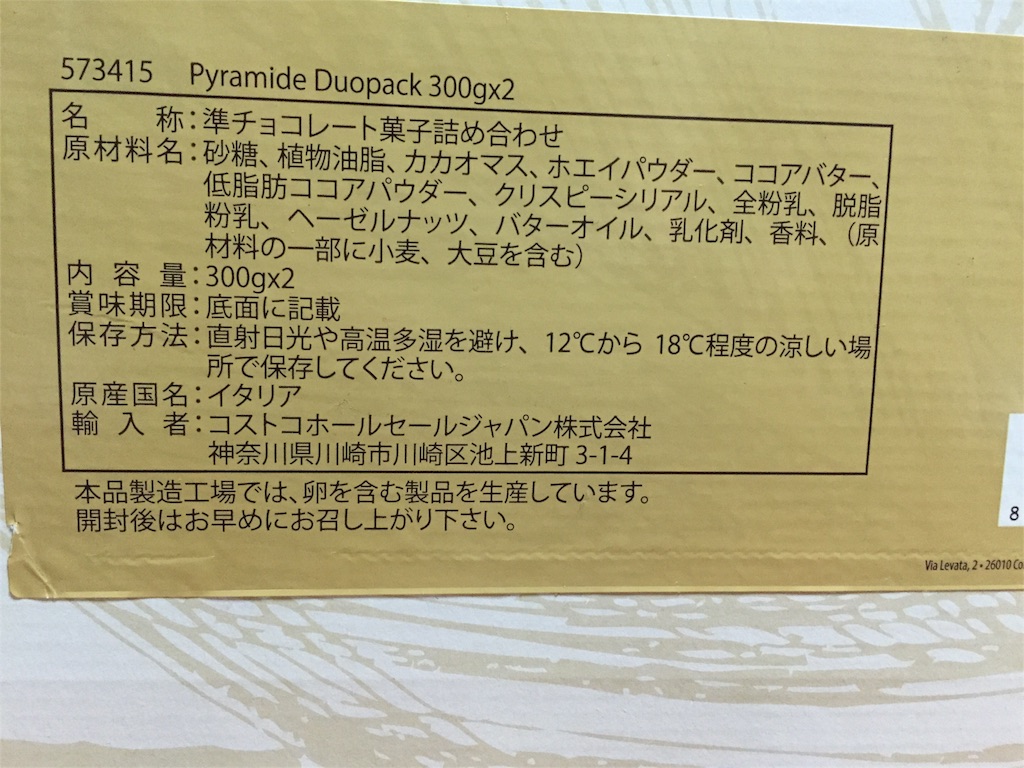 573415 Pyramide Duopack 300gx2
名称：準チョコレート菓子詰め合わせ
原材料名：砂糖、植物油脂、カカオマス、ホエイパウダー、ココアバター、
低脂肪ココアパウダー、クリスピーシリアル、全粉乳、脱脂
粉乳、ヘーゼルナッツ、バターオイル、乳化剤、香料、（原
材料の一部に小麦、大豆を含む）
内容量：300gx2
賞味期限：底面に記載
保存方法：直射日光や高温多湿を避け、12℃から 18℃程度の涼しい場
所で保存してください。
原産国名：イタリア
輸入者：コストコホールセールジャパン株式会社
神奈川県川崎市川崎区池上新町 3-1-4
本品製造工場では、卵を含む製品を生産しています。
開封後はお早めにお召し上がり下さい。
8
Via Levata, 2 • 26010 Co